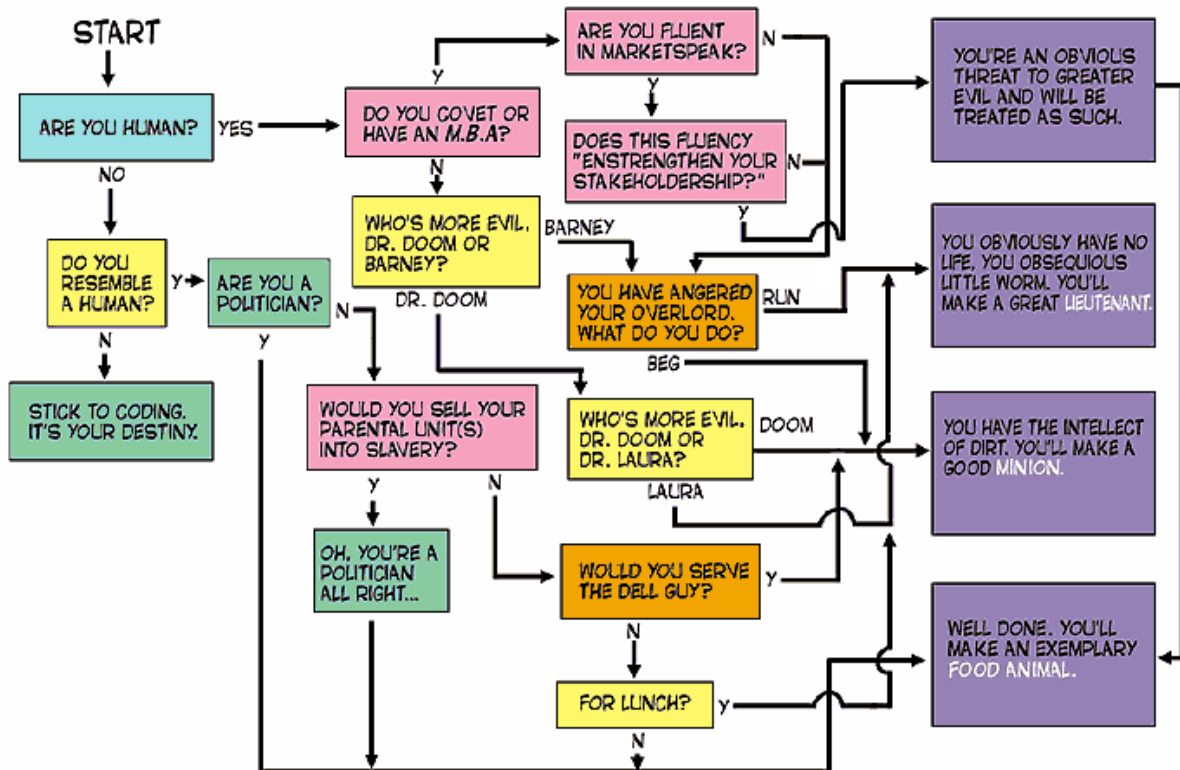 START
ARE YOU HUMAN?
YES
NO
DO YOU
RESEMBLE
A HUMAN?
Y
N
STICK TO CODING.
IT'S YOUR DESTINY.
ARE YOU A
POLITICIAN?
N
Y
DO YOU COVET OR
HAVE AN M.B.A?
Y
N
ARE YOU FLUENT
IN MARKETSPEAK?
N
Y
DOES THIS FLUENCY
"ENSTRENGTHEN YOUR
STAKEHOLDERSHIP?"
N
Y
WHO'S MORE EVIL,
DR. DOOM OR
BARNEY?
BARNEY
DR. DOOM
YOU HAVE ANGERED
YOUR OVERLORD.
WHAT DO YOU DO?
RUN
BEG
WOULD YOU SELL YOUR
PARENTAL UNIT(S)
INTO SLAVERY?
Y
N
WHO'S MORE EVIL,
DR. DOOM OR
DR. LAURA?
DOOM
LAURA
OH, YOU'RE A
POLITICIAN
ALL RIGHT...
WOULD YOU SERVE
THE DELL GUY?
Y
N
FOR LUNCH?
Y
N
YOU'RE AN OBVIOUS
THREAT TO GREATER
EVIL AND WILL BE
TREATED AS SUCH.
YOU OBVIOUSLY HAVE NO
LIFE, YOU OBSEQUIOUS
LITTLE WORM. YOU'LL
MAKE A GREAT LIEUTENANT.
YOU HAVE THE INTELLECT
OF DIRT. YOU'LL MAKE A
GOOD MINION.
WELL DONE. YOU'LL
MAKE AN EXEMPLARY
FOOD ANIMAL.